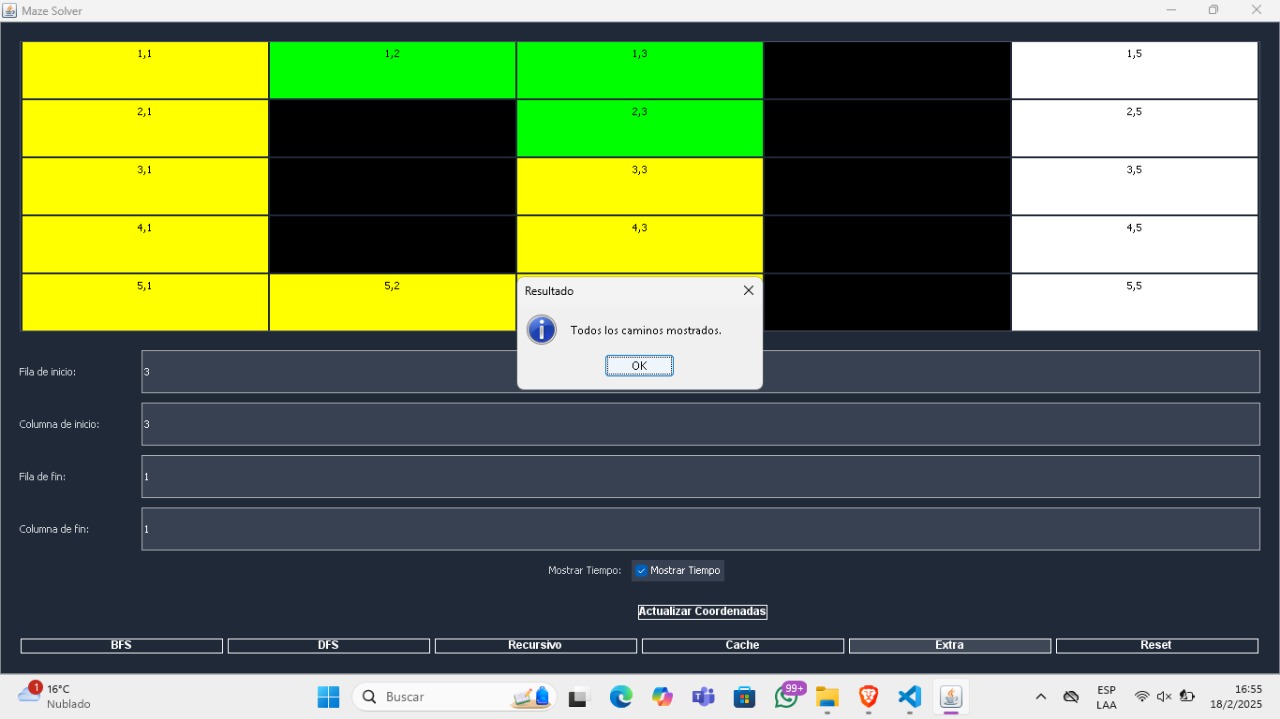 Maze Solver
1,1 1,2 1,3 1,5
2,1 2,3 2,5
3,1 3,3 3,5
4,1 4,3 4,5
5,1 5,2 5,5
Resultado
Todos los caminos mostrados.
OK
Fila de inicio: 3
Columna de inicio: 3
Fila de fin: 1
Columna de fin: 1
Mostrar Tiempo: Mostrar Tiempo
Actualizar Coordenadas
BFS DFS Recursivo Cache Extra Reset
1 16°C
Nublado
Buscar
99+
ESP
LAA
16:55
18/2/2025